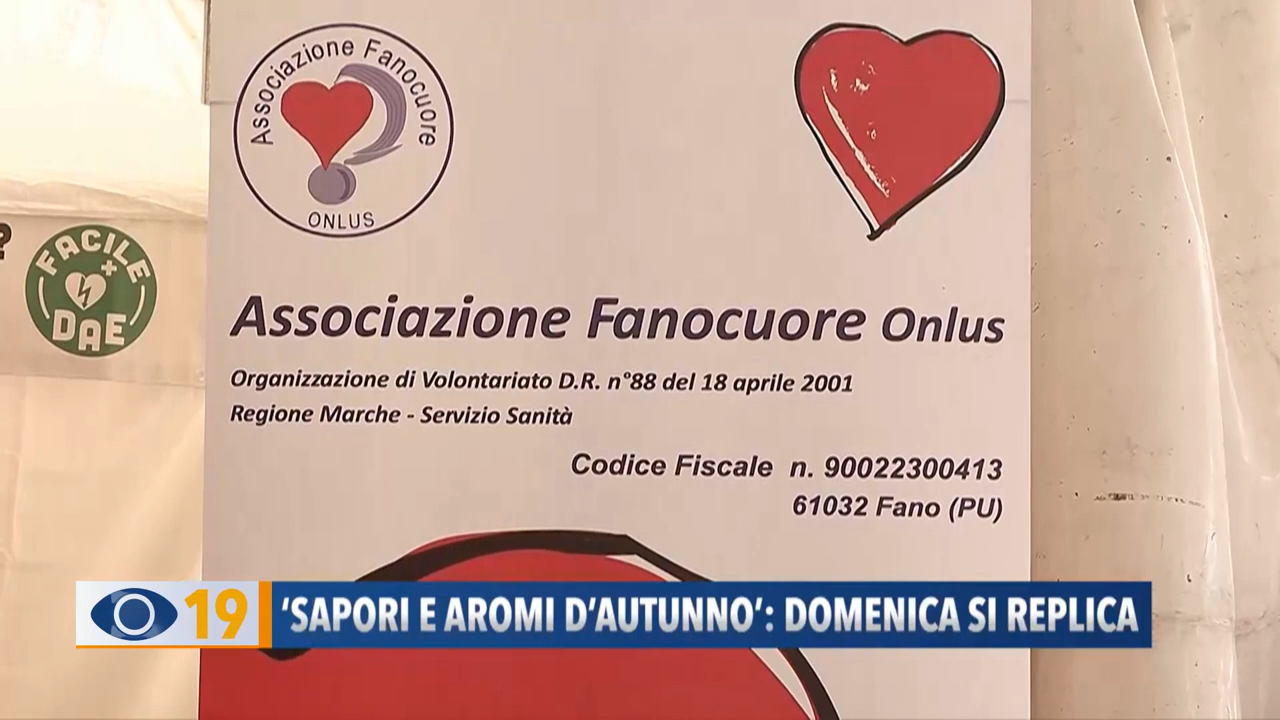 Associazione Fanocuore
ONLUS
?
FACILE
DAE
Associazione Fanocuore Onlus
Organizzazione di Volontariato D.R. n°88 del 18 aprile 2001
Regione Marche - Servizio Sanità
Codice Fiscale n. 90022300413
61032 Fano (PU)
19
‘SAPORI E AROMI D’AUTUNNO’: DOMENICA SI REPLICA